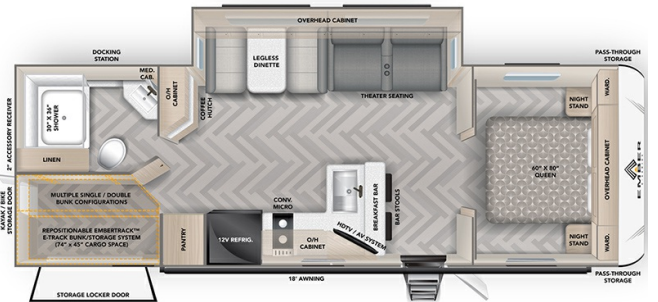 OVERHEAD CABINET
DOCKING
STATION
MED.
CAB.
LEGLESS
DINETTE
THEATER SEATING
PASS-THROUGH
STORAGE
2" ACCESSORY RECEIVER
30" X 36"
SHOWER
LINEN
O/H
CABINET
COFFEE
HUTCH
NIGHT
STAND
WARD.
OVERHEAD CABINET
60" X 80"
QUEEN
EMBER
KAYAK / BIKE
STORAGE DOOR
MULTIPLE SINGLE / DOUBLE
BUNK CONFIGURATIONS
REPOSITIONABLE EMBERTRACK™
E-TRACK BUNK/STORAGE SYSTEM
(74" x 45" CARGO SPACE)
PANTRY
12V REFRIG.
CONV.
MICRO
O/H
CABINET
HDTV / AV SYSTEM
BREAKFAST BAR
BAR STOOLS
NIGHT
STAND
WARD.
PASS-THROUGH
STORAGE
18' AWNING
STORAGE LOCKER DOOR